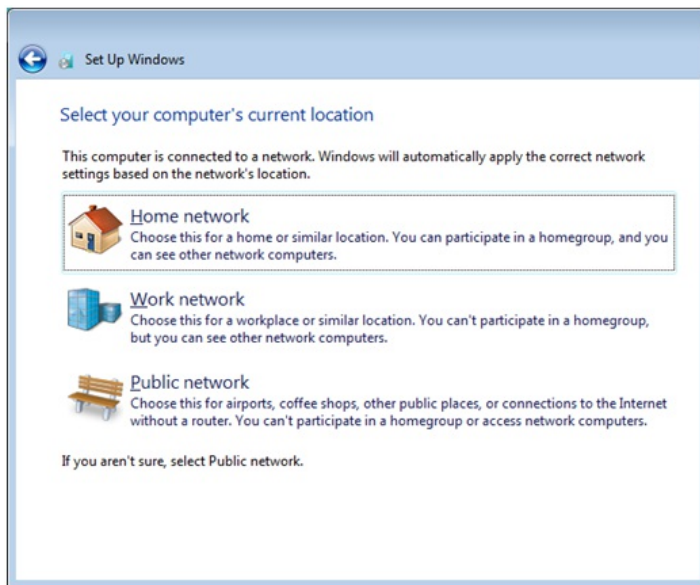 Set Up Windows
Select your computer's current location
This computer is connected to a network. Windows will automatically apply the correct network
settings based on the network's location.
Home network
Choose this for a home or similar location. You can participate in a homegroup, and you
can see other network computers.
Work network
Choose this for a workplace or similar location. You can't participate in a homegroup,
but you can see other network computers.
Public network
Choose this for airports, coffee shops, other public places, or connections to the Internet
without a router. You can't participate in a homegroup or access network computers.
If you aren't sure, select Public network.